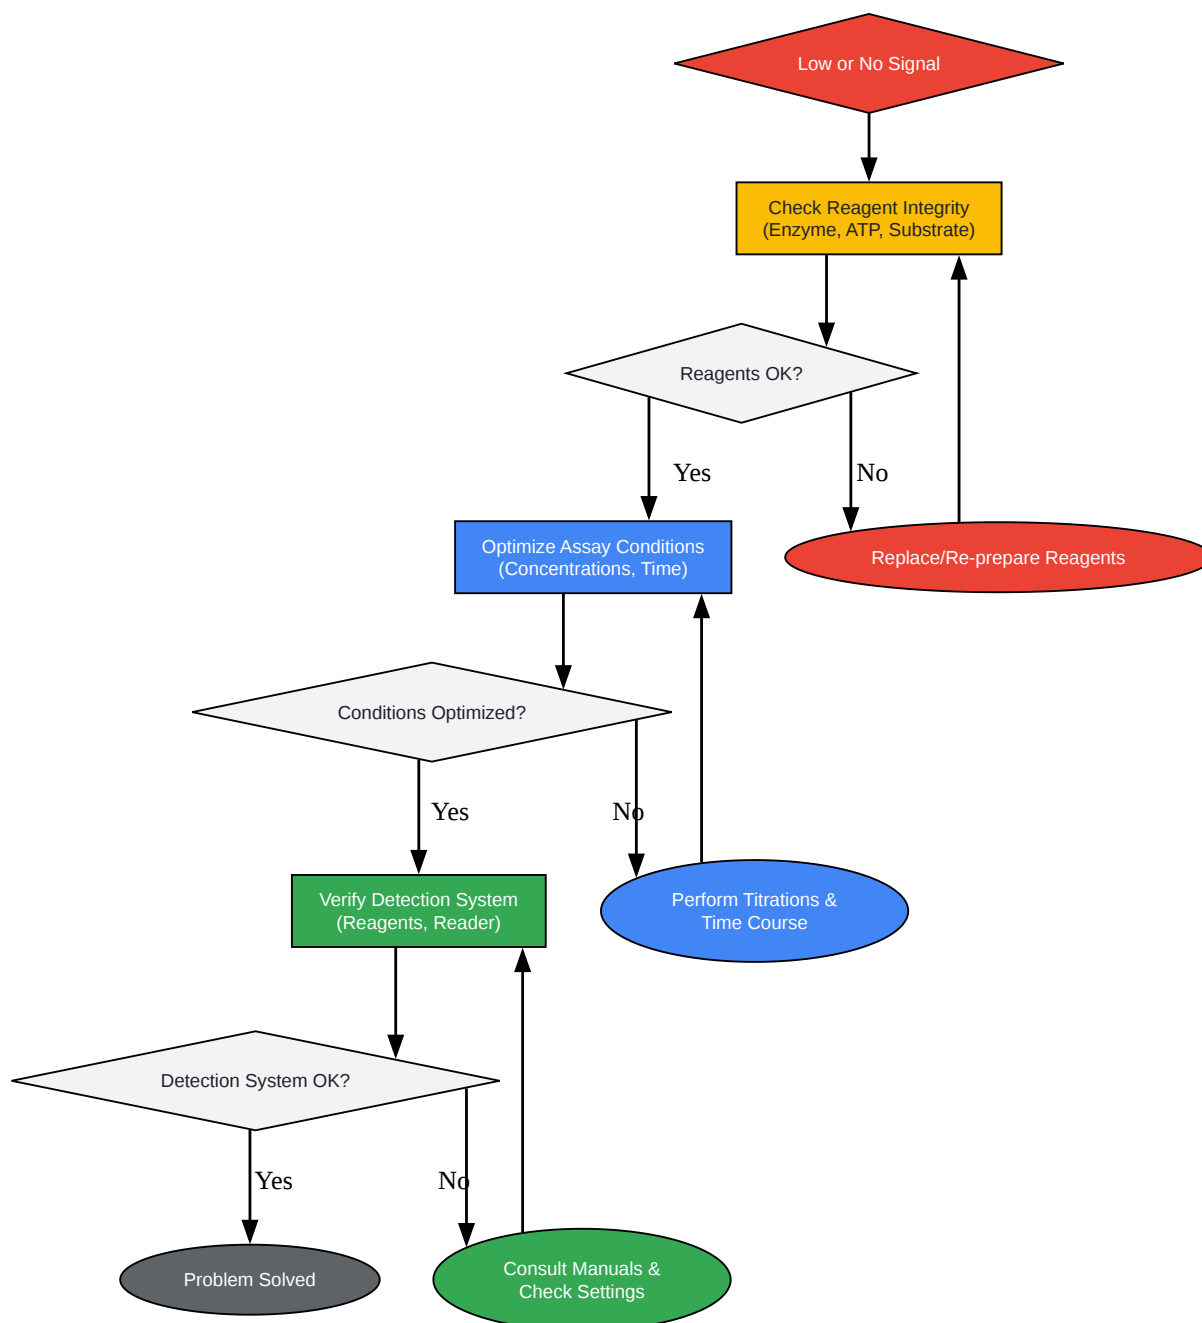 Low or No Signal
Check Reagent Integrity
(Enzyme, ATP, Substrate)
Reagents OK?
Yes
No
Optimize Assay Conditions
(Concentrations, Time)
Replace/Re-prepare Reagents
Conditions Optimized?
Yes
No
Verify Detection System
(Reagents, Reader)
Perform Titrations &
Time Course
Detection System OK?
Yes
No
Problem Solved
Consult Manuals &
Check Settings